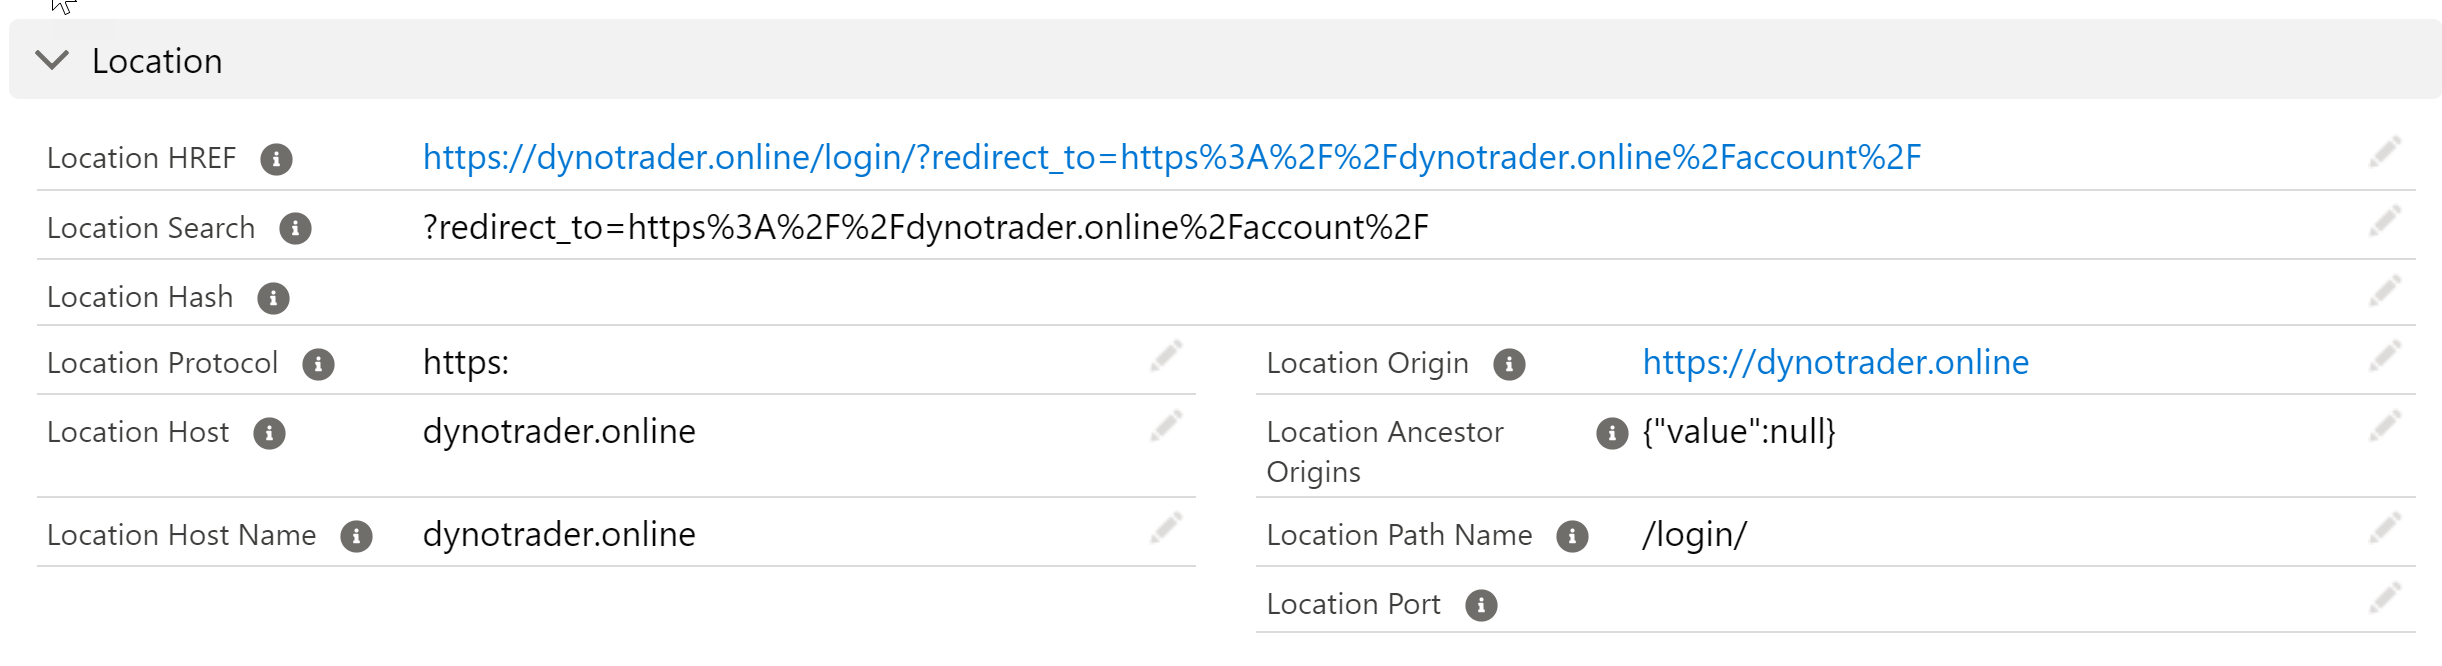 Location
Location HREF https://dynotrader.online/login/?redirect_to=https%3A%2F%2Fdynotrader.online%2Faccount%2F
Location Search ?redirect_to=https%3A%2F%2Fdynotrader.online%2Faccount%2F
Location Hash
Location Protocol https: Location Origin https://dynotrader.online
Location Host dynotrader.online Location Ancestor {"value":null}
Origins
Location Host Name dynotrader.online Location Path Name /login/
Location Port